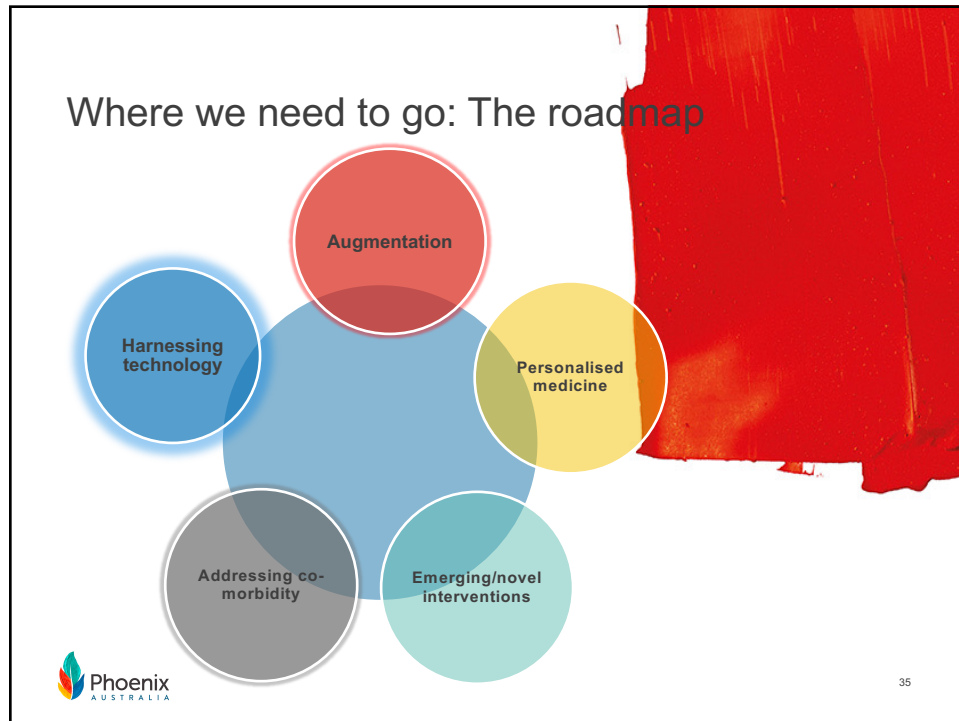 Where we need to go: The roadmap
Augmentation
Harnessing
technology
Personalised
medicine
Addressing co-
morbidity
Emerging/novel
interventions
Phoenix
AUSTRALIA
35